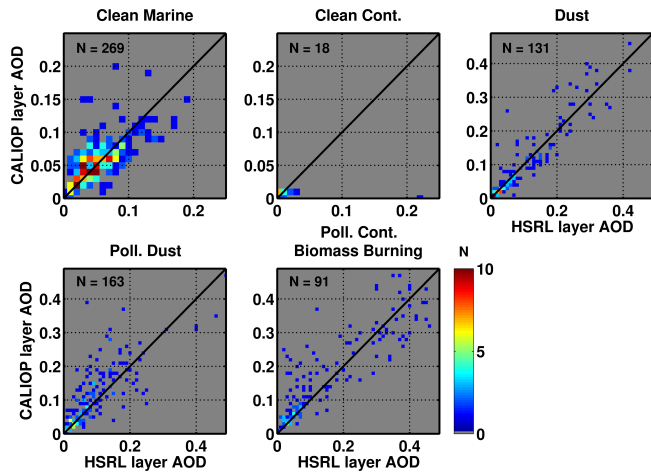 Clean Marine
Clean Cont.
Dust
N = 269
N = 18
N = 131
CALIOP layer AOD
0.2
0.15
0.1
0.05
0
0 0.1 0.2
0.2
0.15
0.1
0.05
0
0 0.1 0.2
0.4
0.3
0.2
0.1
0
0 0.2 0.4
HSRL layer AOD
Poll. Dust
Poll. Cont.
Biomass Burning
N
N = 163
N = 91
CALIOP layer AOD
0.4
0.3
0.2
0.1
0
0 0.2 0.4
HSRL layer AOD
0.4
0.3
0.2
0.1
0
0 0.2 0.4
HSRL layer AOD
10
5
0